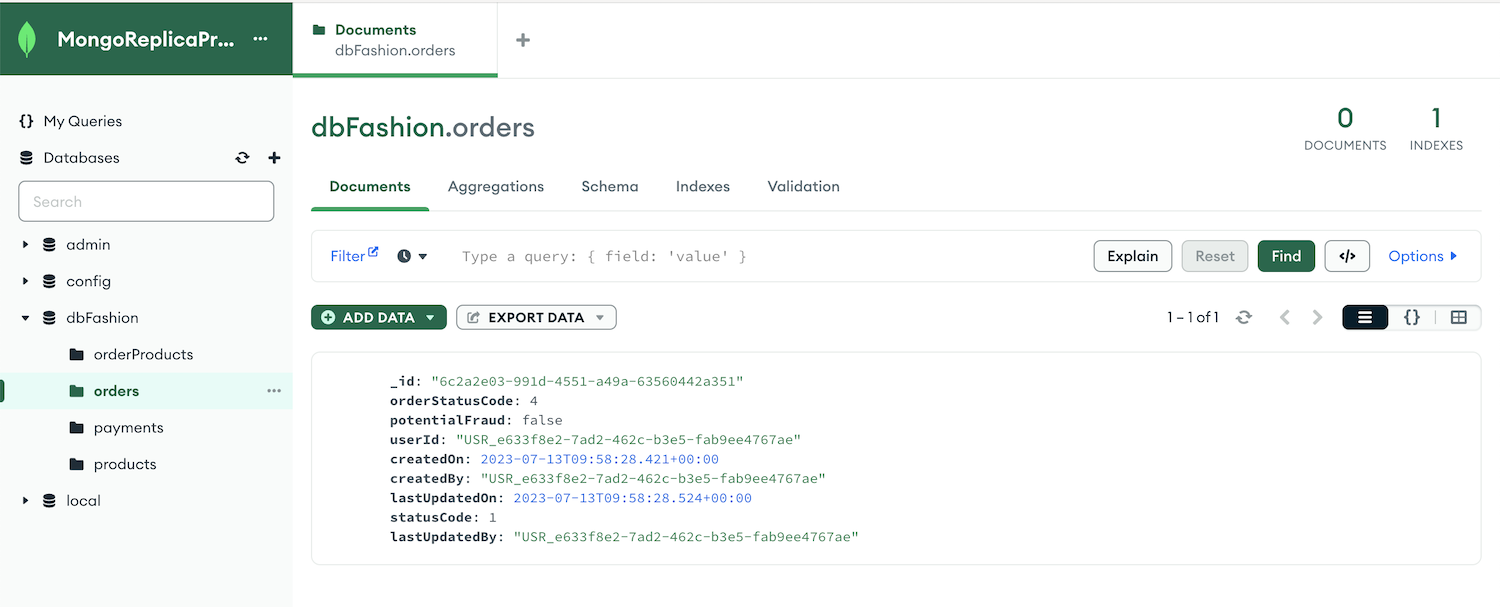 MongoReplicaPr...
Documents
dbFashion.orders
My Queries
Databases
Search
admin
config
dbFashion
orderProducts
orders
payments
products
local
dbFashion.orders
0
DOCUMENTS
1
INDEXES
Documents Aggregations Schema Indexes Validation
Filter Type a query: { field: 'value' } Explain Reset Find </> Options
ADD DATA EXPORT DATA 1 – 1 of 1 {}
_id: "6c2a2e03-991d-4551-a49a-63560442a351"
orderStatusCode: 4
potentialFraud: false
userId: "USR_e633f8e2-7ad2-462c-b3e5-fab9ee4767ae"
createdOn: 2023-07-13T09:58:28.421+00:00
createdBy: "USR_e633f8e2-7ad2-462c-b3e5-fab9ee4767ae"
lastUpdatedOn: 2023-07-13T09:58:28.524+00:00
statusCode: 1
lastUpdatedBy: "USR_e633f8e2-7ad2-462c-b3e5-fab9ee4767ae"